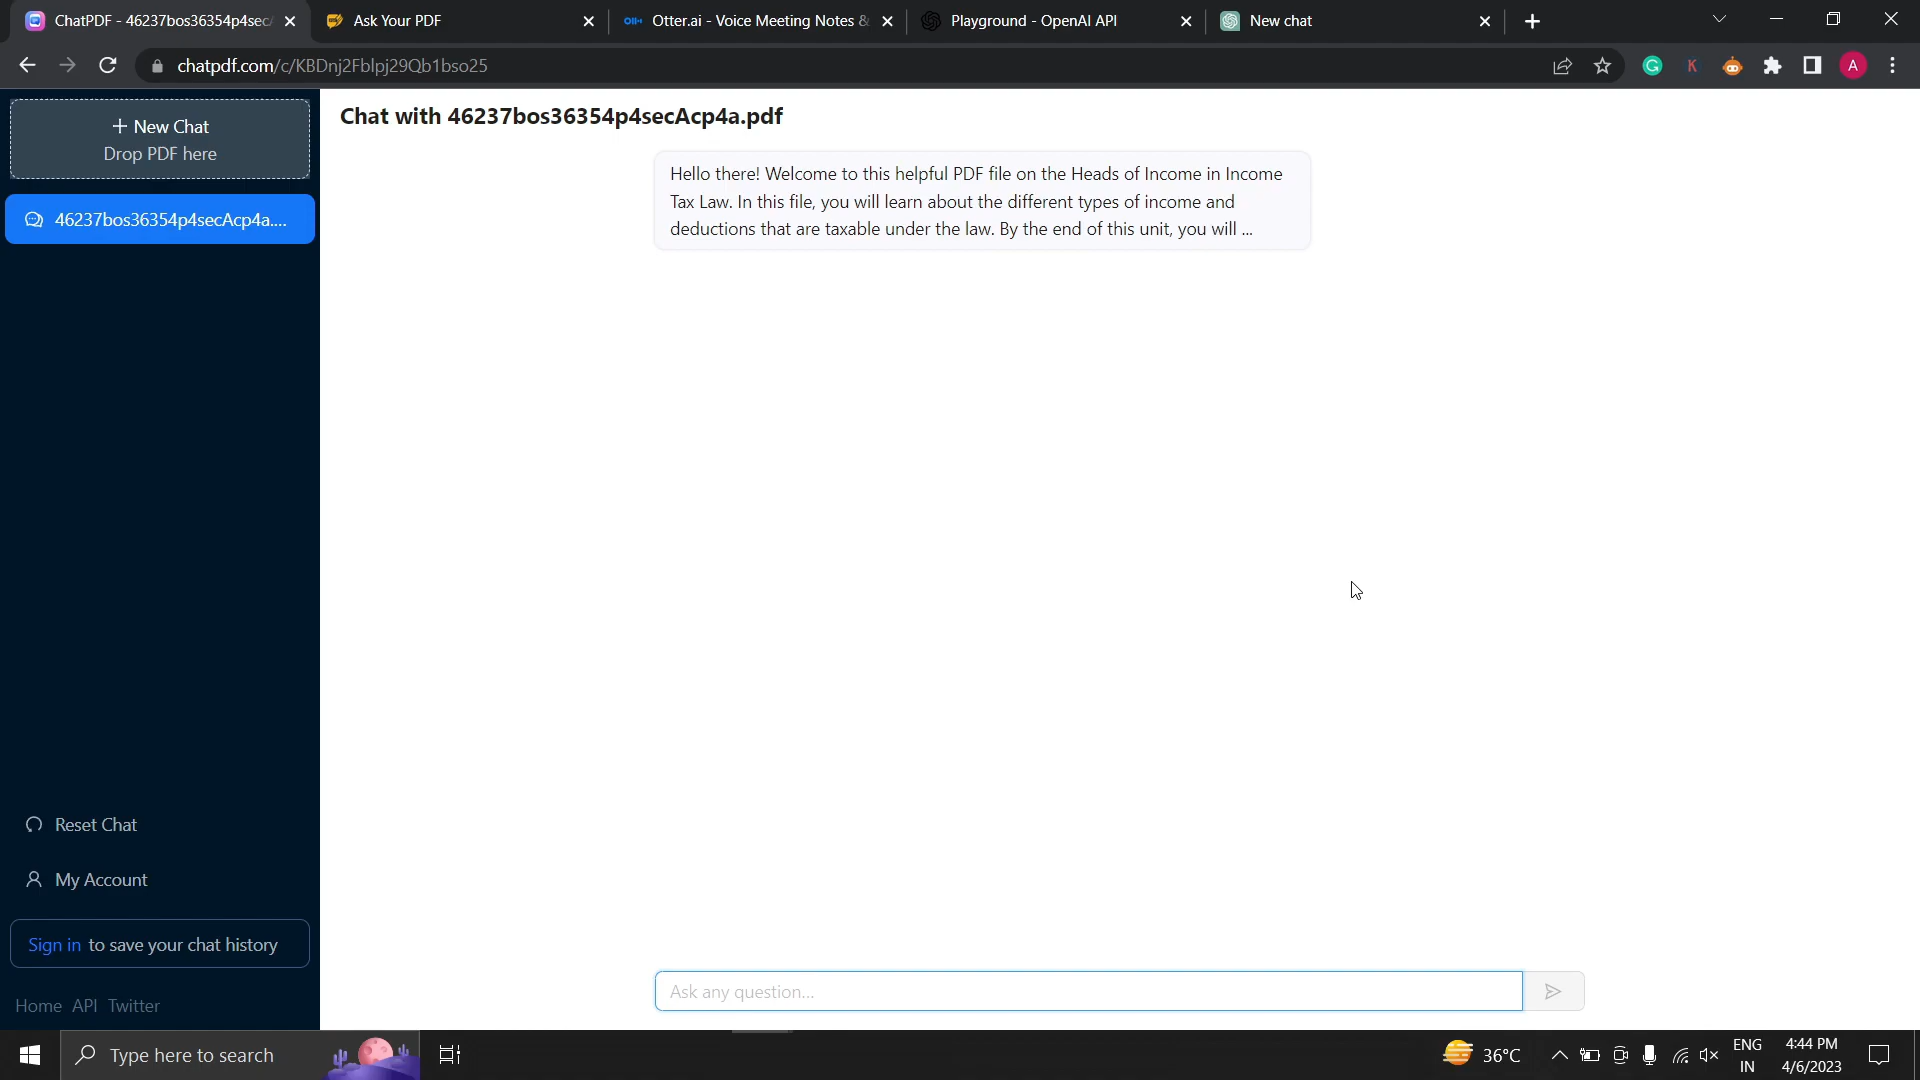 ChatPDF - 46237bos36354p4sec
Ask Your PDF
Otter.ai - Voice Meeting Notes &
Playground - OpenAI API
New chat
chatpdf.com/c/KBDnj2Fblpj29Qb1bso25
K
A
+ New Chat
Drop PDF here
46237bos36354p4secAcp4a....
Chat with 46237bos36354p4secAcp4a.pdf
Hello there! Welcome to this helpful PDF file on the Heads of Income in Income
Tax Law. In this file, you will learn about the different types of income and
deductions that are taxable under the law. By the end of this unit, you will ...
Reset Chat
My Account
Sign in to save your chat history
Home API Twitter
Ask any question...
Type here to search
36°C
ENG
IN
4:44 PM
4/6/2023